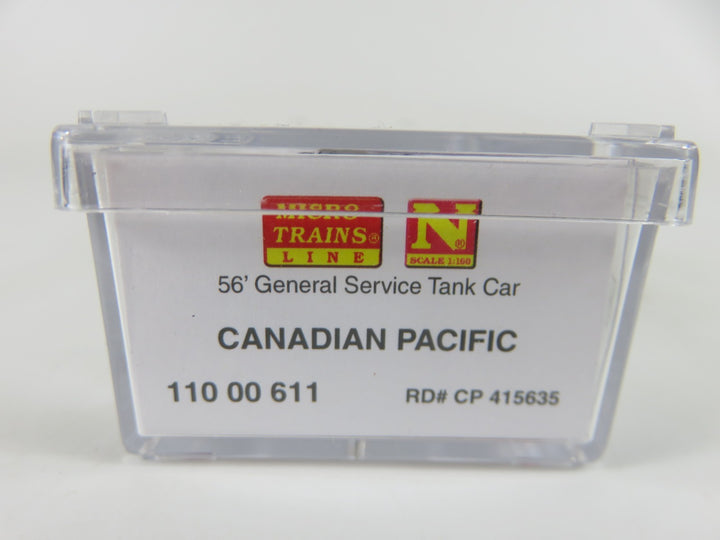 MICRO
TRAINS®
LINE
N®
SCALE 1:160
56' General Service Tank Car
CANADIAN PACIFIC
110 00 611
RD# CP 415635